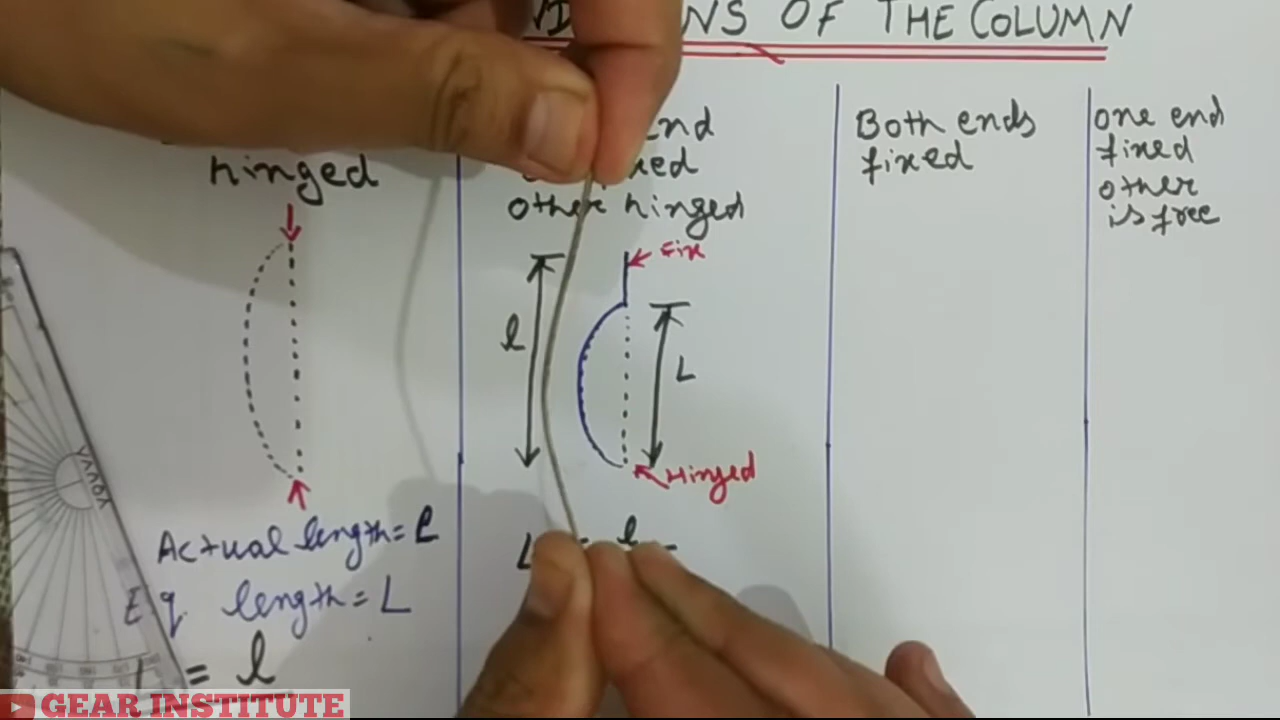 OF THE COLUMN
hinged
end
other hinged
Both ends
fixed
one end
fixed
other
is free
Fix
l
L
Hinged
Actual length = l
Eq. length = L
L = l
L = l
YOUVA
GEAR INSTITUTE